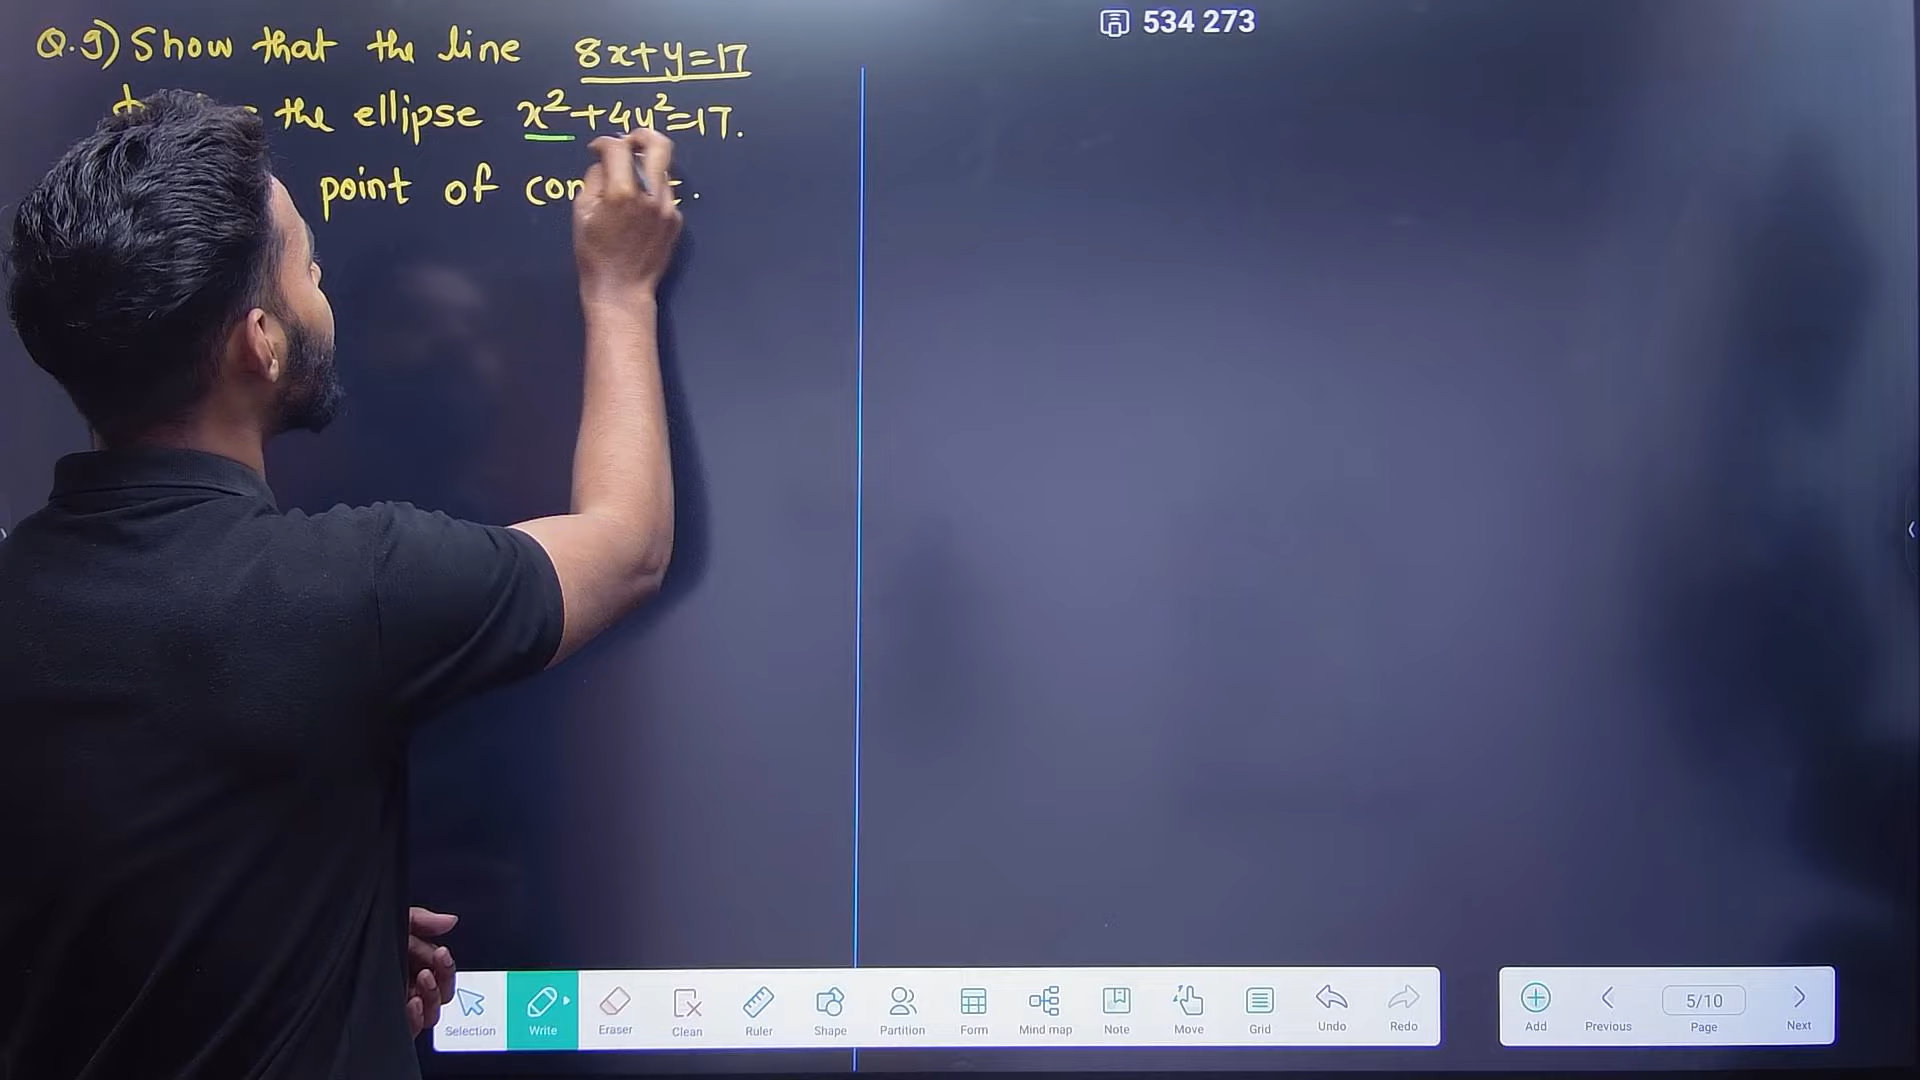 534 273
Q.9) Show that the line 8x+y=17
the ellipse x²+4y²=17.
point of
Selection Write Eraser Clean Ruler Shape Partition Form Mind map Note Move Grid Undo Redo
Add Previous 5/10 Page Next